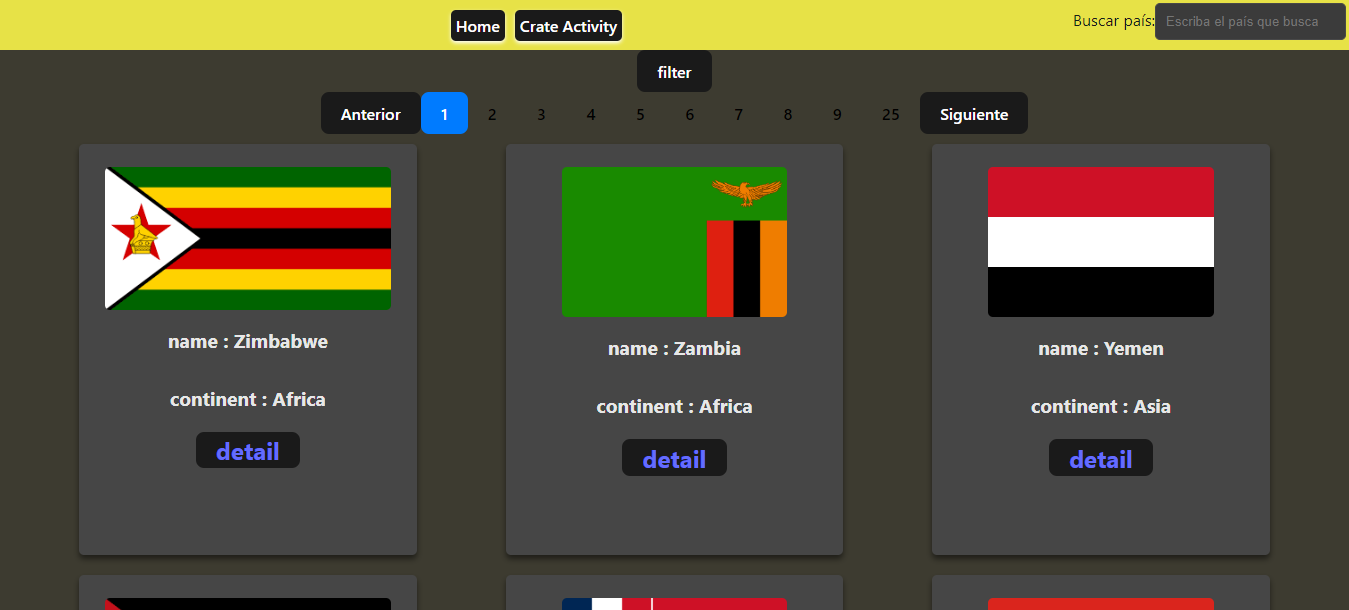 Home Crate Activity Buscar país: Escriba el país que busca
filter
Anterior 1 2 3 4 5 6 7 8 9 25 Siguiente
name : Zimbabwe
continent : Africa
detail
name : Zambia
continent : Africa
detail
name : Yemen
continent : Asia
detail